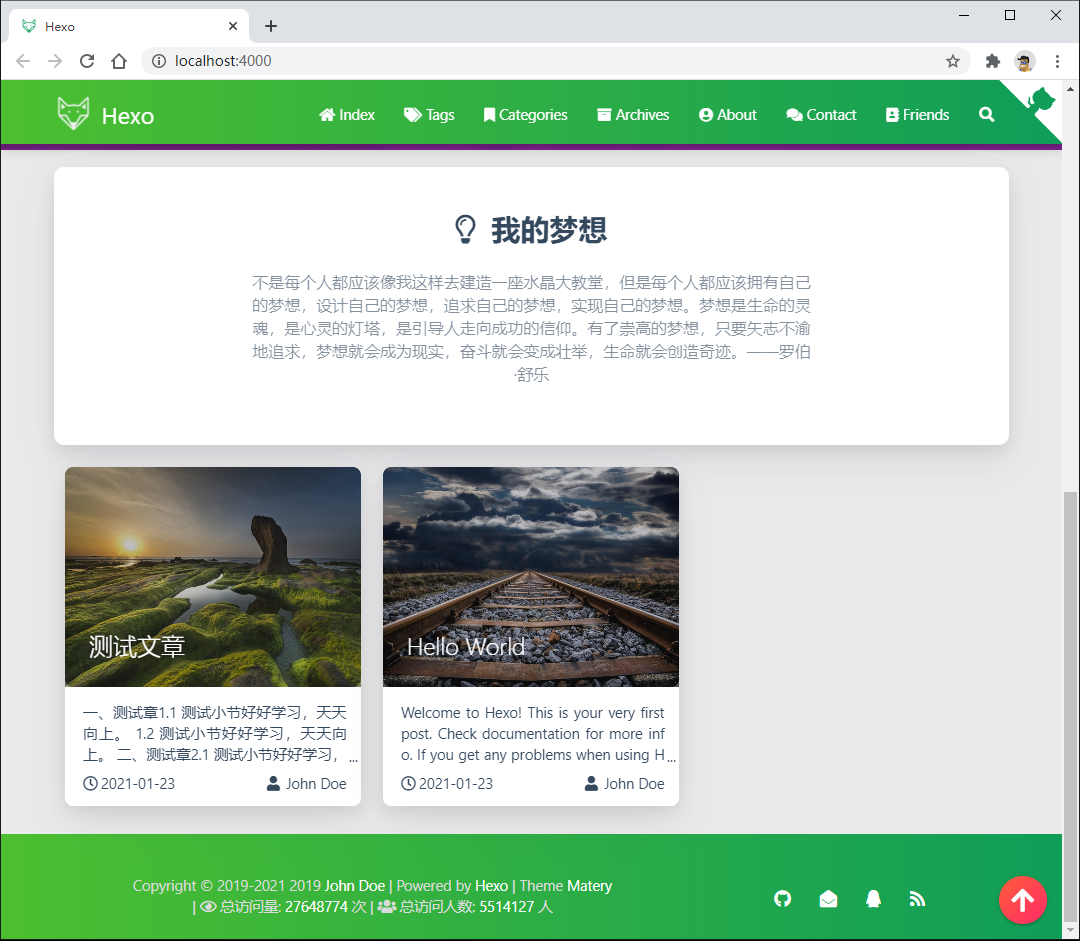 Hexo
localhost:4000
Hexo
Index Tags Categories Archives About Contact Friends
我的梦想
不是每个人都应该像我这样去建造一座水晶大教堂，但是每个人都应该拥有自己
的梦想，设计自己的梦想，追求自己的梦想，实现自己的梦想。梦想是生命的灵
魂，是心灵的灯塔，是引导人走向成功的信仰。有了崇高的梦想，只要矢志不渝
地追求，梦想就会成为现实，奋斗就会变成壮举，生命就会创造奇迹。——罗伯
·舒乐
测试文章
一、测试章1.1 测试小节好好学习，天天
向上。 1.2 测试小节好好学习，天天向
上。 二、测试章2.1 测试小节好好学习， ...
2021-01-23 John Doe
Hello World
Welcome to Hexo! This is your very first
post. Check documentation for more inf
o. If you get any problems when using H...
2021-01-23 John Doe
Copyright © 2019-2021 2019 John Doe | Powered by Hexo | Theme Matery
| 总访问量: 27648774 次 | 总访问人数: 5514127 人